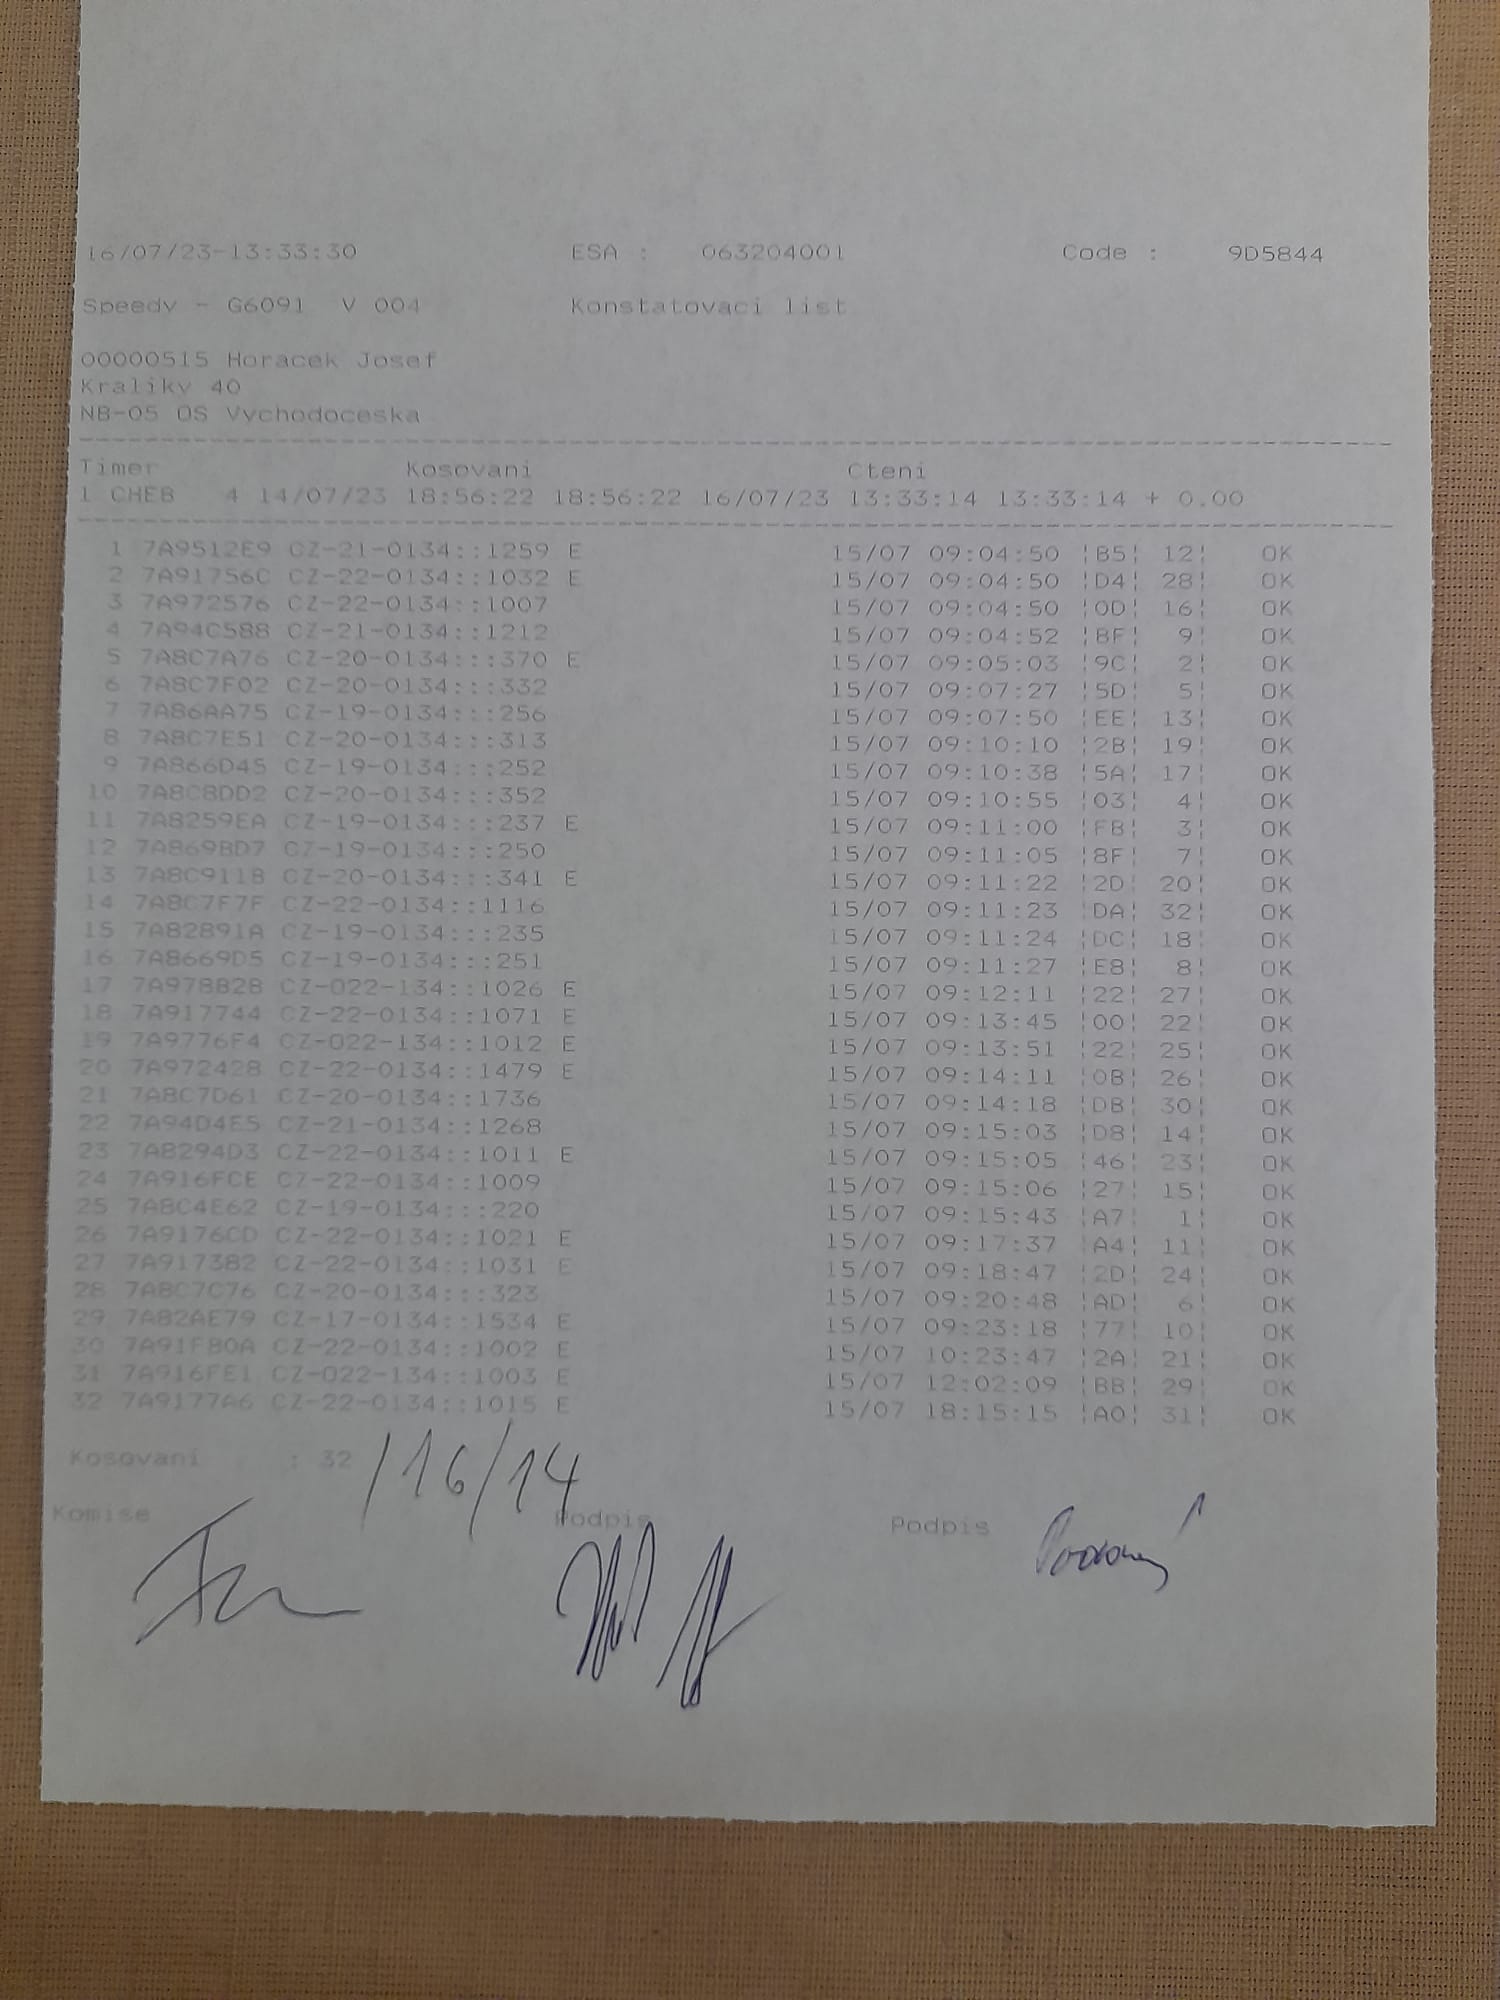 16/07/23-13:33:30 ESA : 063204001 Code : 9D5844
Speedy - G6091 V 004 Konstatovaci list
00000515 Horacek Josef
Kraliky 40
NB-05 OS Vychodoceska
Timer Kosovani Cteni
1 CHEB 4 14/07/23 18:56:22 18:56:22 16/07/23 13:33:14 13:33:14 + 0.00
1 7A9512E9 CZ-21-0134::1259 E 15/07 09:04:50 ¦B5¦ 12¦ OK
2 7A91756C CZ-22-0134::1032 E 15/07 09:04:50 ¦D4¦ 28¦ OK
3 7A972576 CZ-22-0134::1007 15/07 09:04:50 ¦0D¦ 16¦ OK
4 7A94C588 CZ-21-0134::1212 15/07 09:04:52 ¦BF¦ 9¦ OK
5 7A8C7A76 CZ-20-0134:::370 E 15/07 09:05:03 ¦9C¦ 2¦ OK
6 7A8C7F02 CZ-20-0134:::332 15/07 09:07:27 ¦5D¦ 5¦ OK
7 7A86AA75 CZ-19-0134:::256 15/07 09:07:50 ¦EE¦ 13¦ OK
8 7A8C7E51 CZ-20-0134:::313 15/07 09:10:10 ¦2B¦ 19¦ OK
9 7A866D45 CZ-19-0134:::252 15/07 09:10:38 ¦5A¦ 17¦ OK
10 7A8C8DD2 CZ-20-0134:::352 15/07 09:10:55 ¦03¦ 4¦ OK
11 7A8259EA CZ-19-0134:::237 E 15/07 09:11:00 ¦FB¦ 3¦ OK
12 7A869BD7 CZ-19-0134:::250 15/07 09:11:05 ¦8F¦ 7¦ OK
13 7A8C911B CZ-20-0134:::341 E 15/07 09:11:22 ¦2D¦ 20¦ OK
14 7A8C7F7F CZ-22-0134::1116 15/07 09:11:23 ¦DA¦ 32¦ OK
15 7A82891A CZ-19-0134:::235 15/07 09:11:24 ¦DC¦ 18¦ OK
16 7A8669D5 CZ-19-0134:::251 15/07 09:11:27 ¦E8¦ 8¦ OK
17 7A978B2B CZ-022-134::1026 E 15/07 09:12:11 ¦22¦ 27¦ OK
18 7A917744 CZ-22-0134::1071 E 15/07 09:13:45 ¦00¦ 22¦ OK
19 7A9776F4 CZ-022-134::1012 E 15/07 09:13:51 ¦22¦ 25¦ OK
20 7A972428 CZ-22-0134::1479 E 15/07 09:14:11 ¦0B¦ 26¦ OK
21 7A8C7D61 CZ-20-0134::1736 15/07 09:14:18 ¦DB¦ 30¦ OK
22 7A94D4E5 CZ-21-0134::1268 15/07 09:15:03 ¦D8¦ 14¦ OK
23 7A8294D3 CZ-22-0134::1011 E 15/07 09:15:05 ¦46¦ 23¦ OK
24 7A916FCE CZ-22-0134::1009 15/07 09:15:06 ¦27¦ 15¦ OK
25 7A8C4E62 CZ-19-0134:::220 15/07 09:15:43 ¦A7¦ 1¦ OK
26 7A9176CD CZ-22-0134::1021 E 15/07 09:17:37 ¦A4¦ 11¦ OK
27 7A917382 CZ-22-0134::1031 E 15/07 09:18:47 ¦2D¦ 24¦ OK
28 7A8C7C76 CZ-20-0134:::323 15/07 09:20:48 ¦AD¦ 6¦ OK
29 7A82AE79 CZ-17-0134::1534 E 15/07 09:23:18 ¦77¦ 10¦ OK
30 7A91FB0A CZ-22-0134::1002 E 15/07 10:23:47 ¦2A¦ 21¦ OK
31 7A916FE1 CZ-022-134::1003 E 15/07 12:02:09 ¦BB¦ 29¦ OK
32 7A9177A6 CZ-22-0134::1015 E 15/07 18:15:15 ¦A0¦ 31¦ OK
Kosovani : 32 /16/14
Komise Podpis Podpis